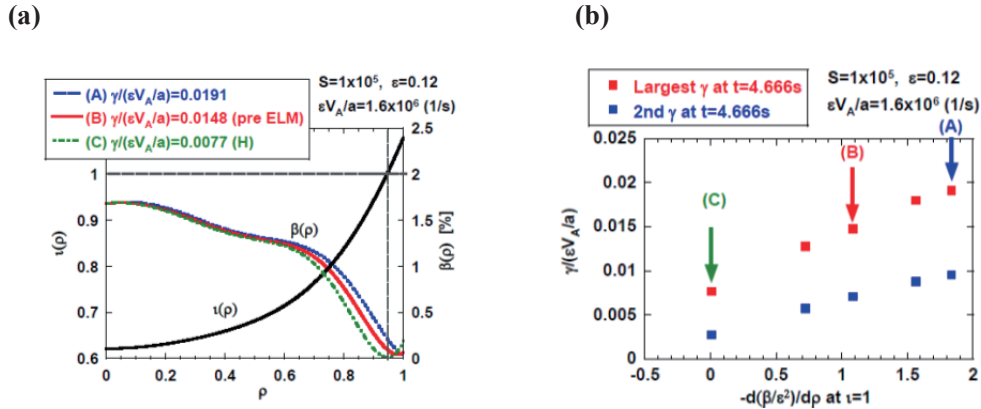 (a)
(A) γ/(εV_A/a)=0.0191
(B) γ/(εV_A/a)=0.0148 (pre ELM)
(C) γ/(εV_A/a)=0.0077 (H)
S=1x10⁵, ε=0.12
εV_A/a=1.6x10⁶ (1/s)
1
0.9
0.8
0.7
0.6
ι(ρ)
2.5
2
1.5
1
0.5
0
β(ρ) [%]
β(ρ)
ι(ρ)
0
0.2
0.4
0.6
0.8
1
ρ
(b)
Largest γ at t=4.666s
2nd γ at t=4.666s
S=1x10⁵, ε=0.12
εV_A/a=1.6x10⁶ (1/s)
(A)
(B)
(C)
0.025
0.02
0.015
0.01
0.005
0
γ/(εV_A/a)
-0.5
0
0.5
1
1.5
2
-d(β/ε²)/dρ at ι=1